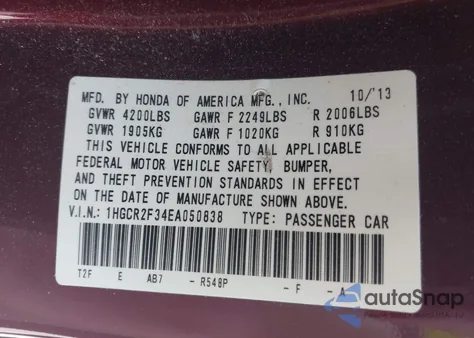 MFD. BY HONDA OF AMERICA MFG., INC. 10/'13
GVWR 4200LBS GAWR F 2249LBS R 2006LBS
GVWR 1905KG GAWR F 1020KG R 910KG
THIS VEHICLE CONFORMS TO ALL APPLICABLE
FEDERAL MOTOR VEHICLE SAFETY, BUMPER,
AND THEFT PREVENTION STANDARDS IN EFFECT
ON THE DATE OF MANUFACTURE SHOWN ABOVE.
V.I.N.: 1HGCR2F34EA050838 TYPE: PASSENGER CAR
T2F E AB7 - R548P - F - A
autaSnap